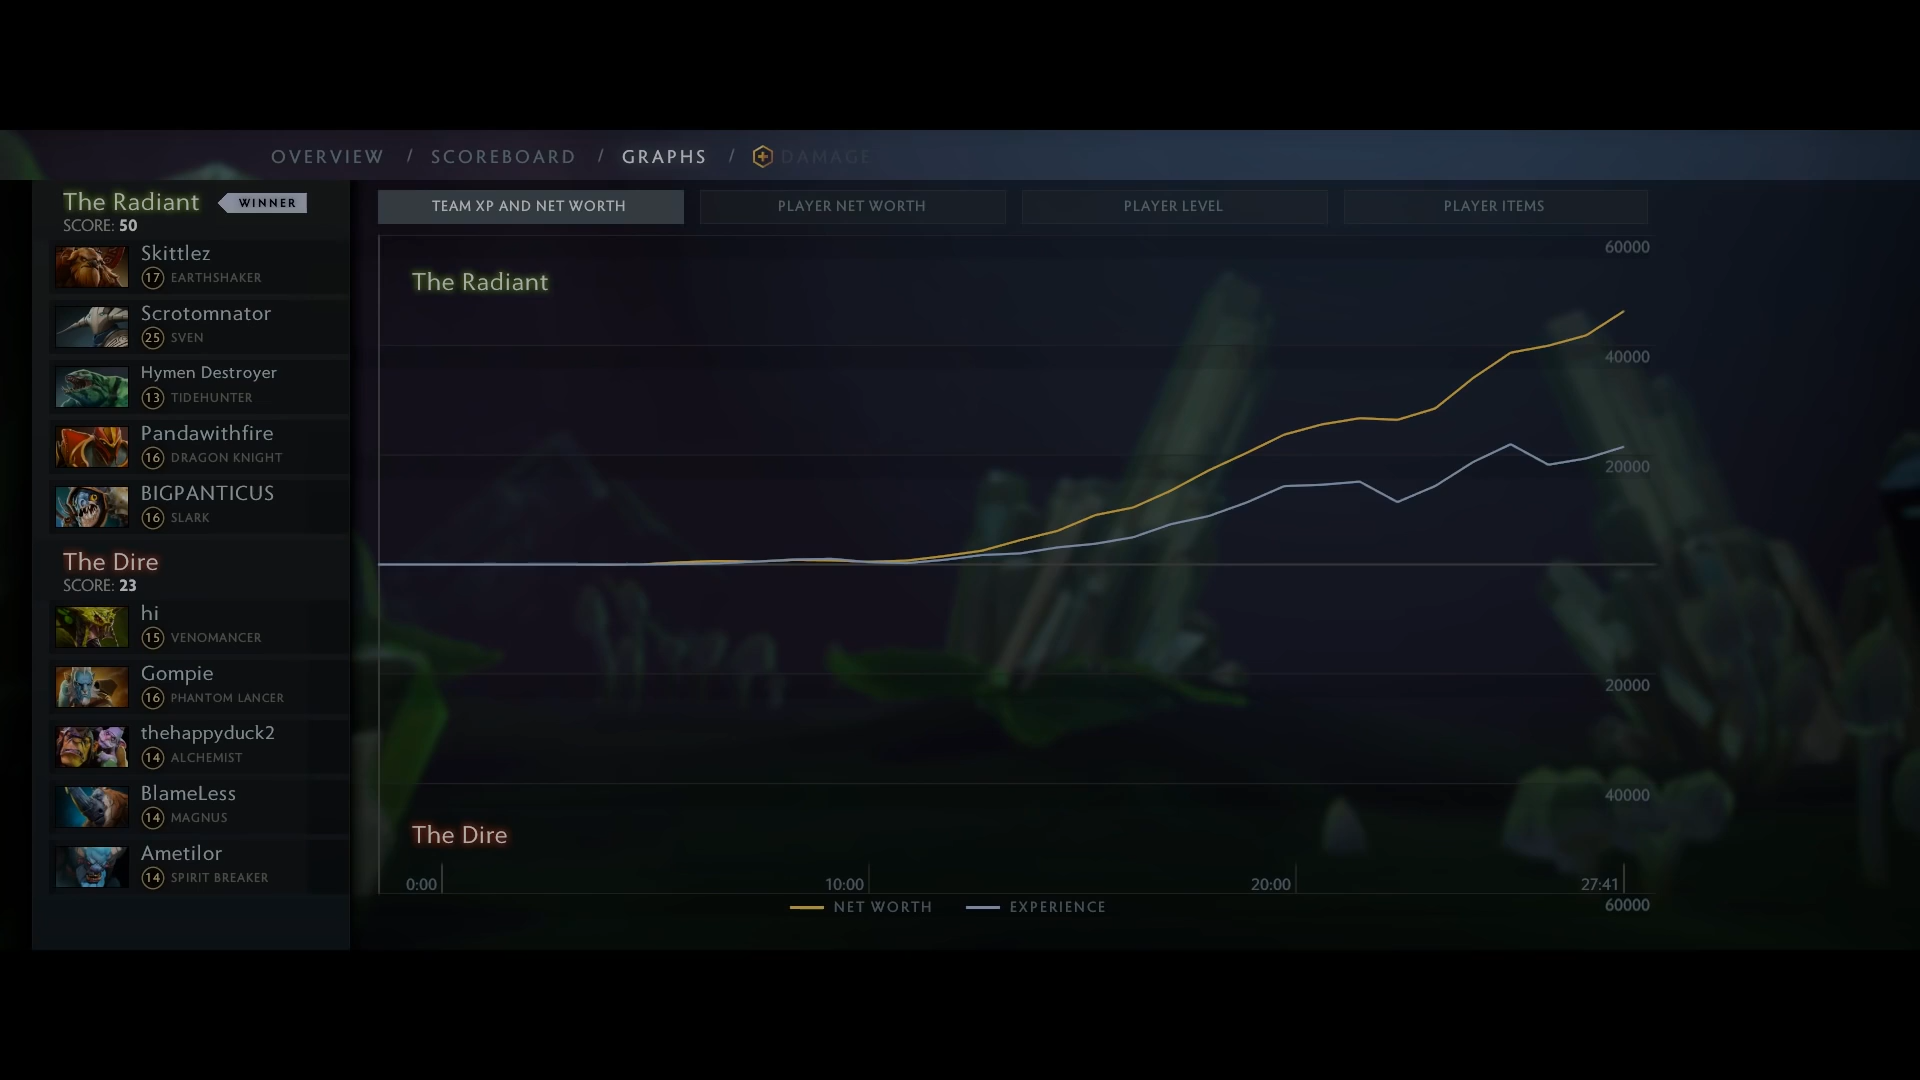 OVERVIEW / SCOREBOARD / GRAPHS / DAMAGE
The Radiant WINNER
SCORE: 50
Skittlez
17 EARTHSHAKER
Scrotomnator
25 SVEN
Hymen Destroyer
13 TIDEHUNTER
Pandawithfire
16 DRAGON KNIGHT
BIGPANTICUS
16 SLARK
The Dire
SCORE: 23
hi
15 VENOMANCER
Gompie
16 PHANTOM LANCER
thehappyduck2
14 ALCHEMIST
BlameLess
14 MAGNUS
Ametilor
14 SPIRIT BREAKER
TEAM XP AND NET WORTH PLAYER NET WORTH PLAYER LEVEL PLAYER ITEMS
60000
The Radiant
40000
20000
20000
40000
The Dire
0:00 10:00 20:00 27:41
60000
NET WORTH EXPERIENCE